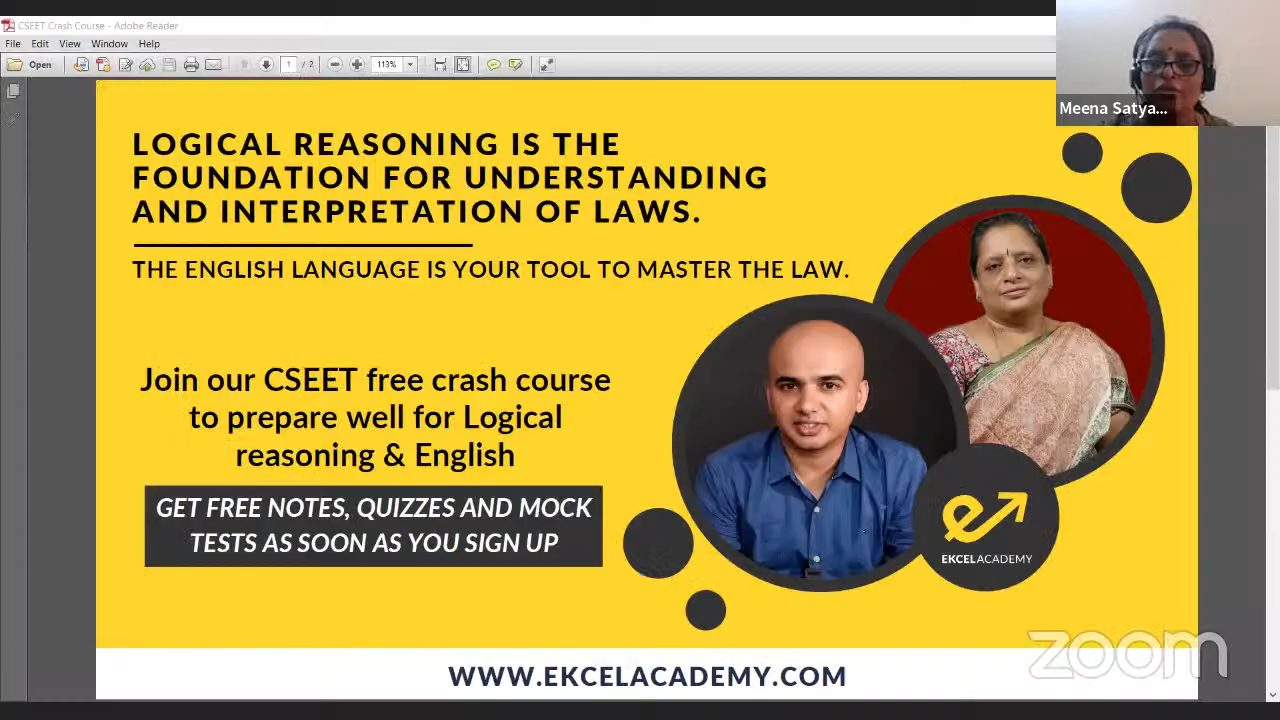 CSEET Crash Course - Adobe Reader
File Edit View Window Help
Open 1 / 2 113%
Meena Satya...
LOGICAL REASONING IS THE
FOUNDATION FOR UNDERSTANDING
AND INTERPRETATION OF LAWS.
THE ENGLISH LANGUAGE IS YOUR TOOL TO MASTER THE LAW.
Join our CSEET free crash course
to prepare well for Logical
reasoning & English
GET FREE NOTES, QUIZZES AND MOCK
TESTS AS SOON AS YOU SIGN UP
EKCELACADEMY
zoom
WWW.EKCELACADEMY.COM